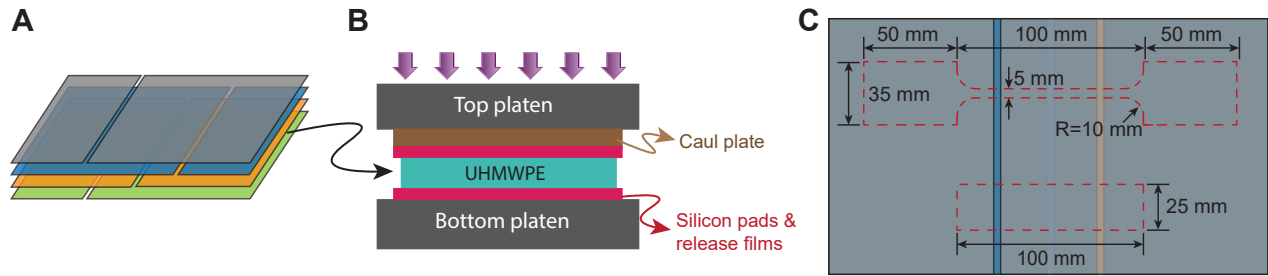 A
B
Top platen
Caul plate
UHMWPE
Silicon pads &
release films
Bottom platen
C
50 mm
100 mm
50 mm
35 mm
5 mm
R=10 mm
25 mm
100 mm